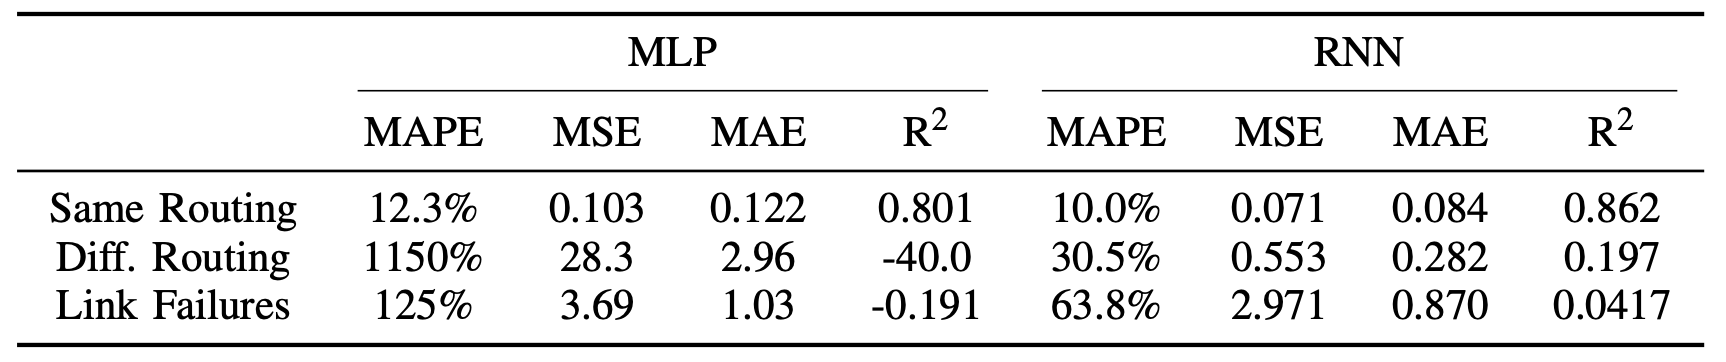 MLP RNN
MAPE MSE MAE R² MAPE MSE MAE R²
Same Routing 12.3% 0.103 0.122 0.801 10.0% 0.071 0.084 0.862
Diff. Routing 1150% 28.3 2.96 -40.0 30.5% 0.553 0.282 0.197
Link Failures 125% 3.69 1.03 -0.191 63.8% 2.971 0.870 0.0417